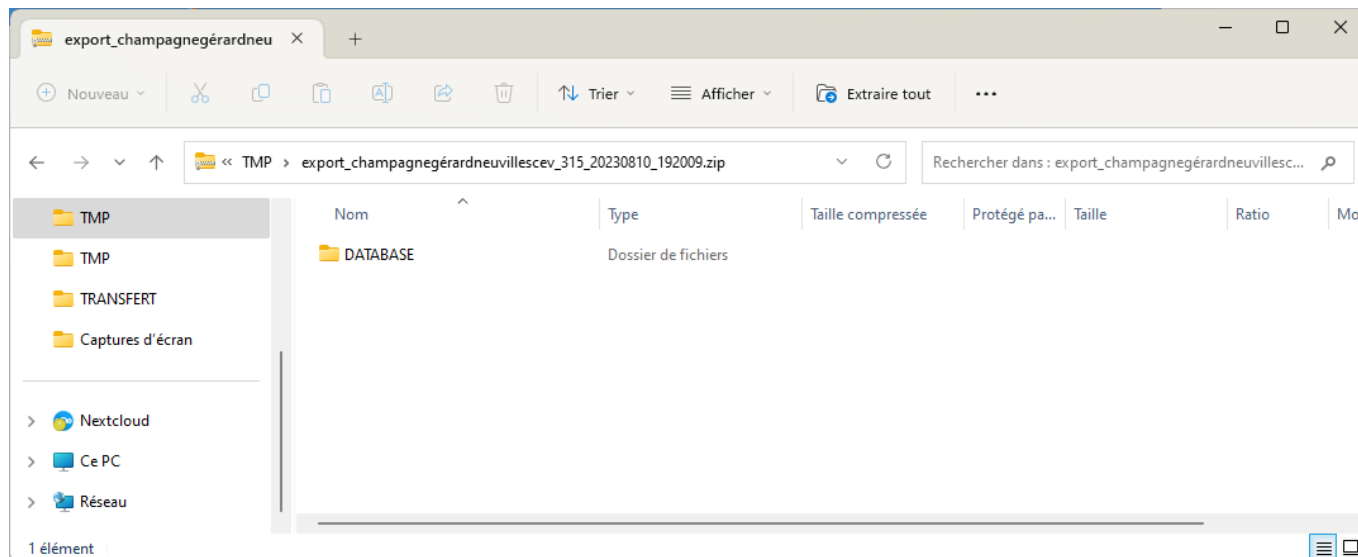 export_champagnegérardneu
Nouveau
Trier
Afficher
Extraire tout
« TMP > export_champagnegérardneuvillescev_315_20230810_192009.zip
Rechercher dans : export_champagnegérardneuvillesc...
TMP
TMP
TRANSFERT
Captures d'écran
Nextcloud
Ce PC
Réseau
Nom Type Taille compressée Protégé pa... Taille Ratio Mo
DATABASE Dossier de fichiers
1 élément